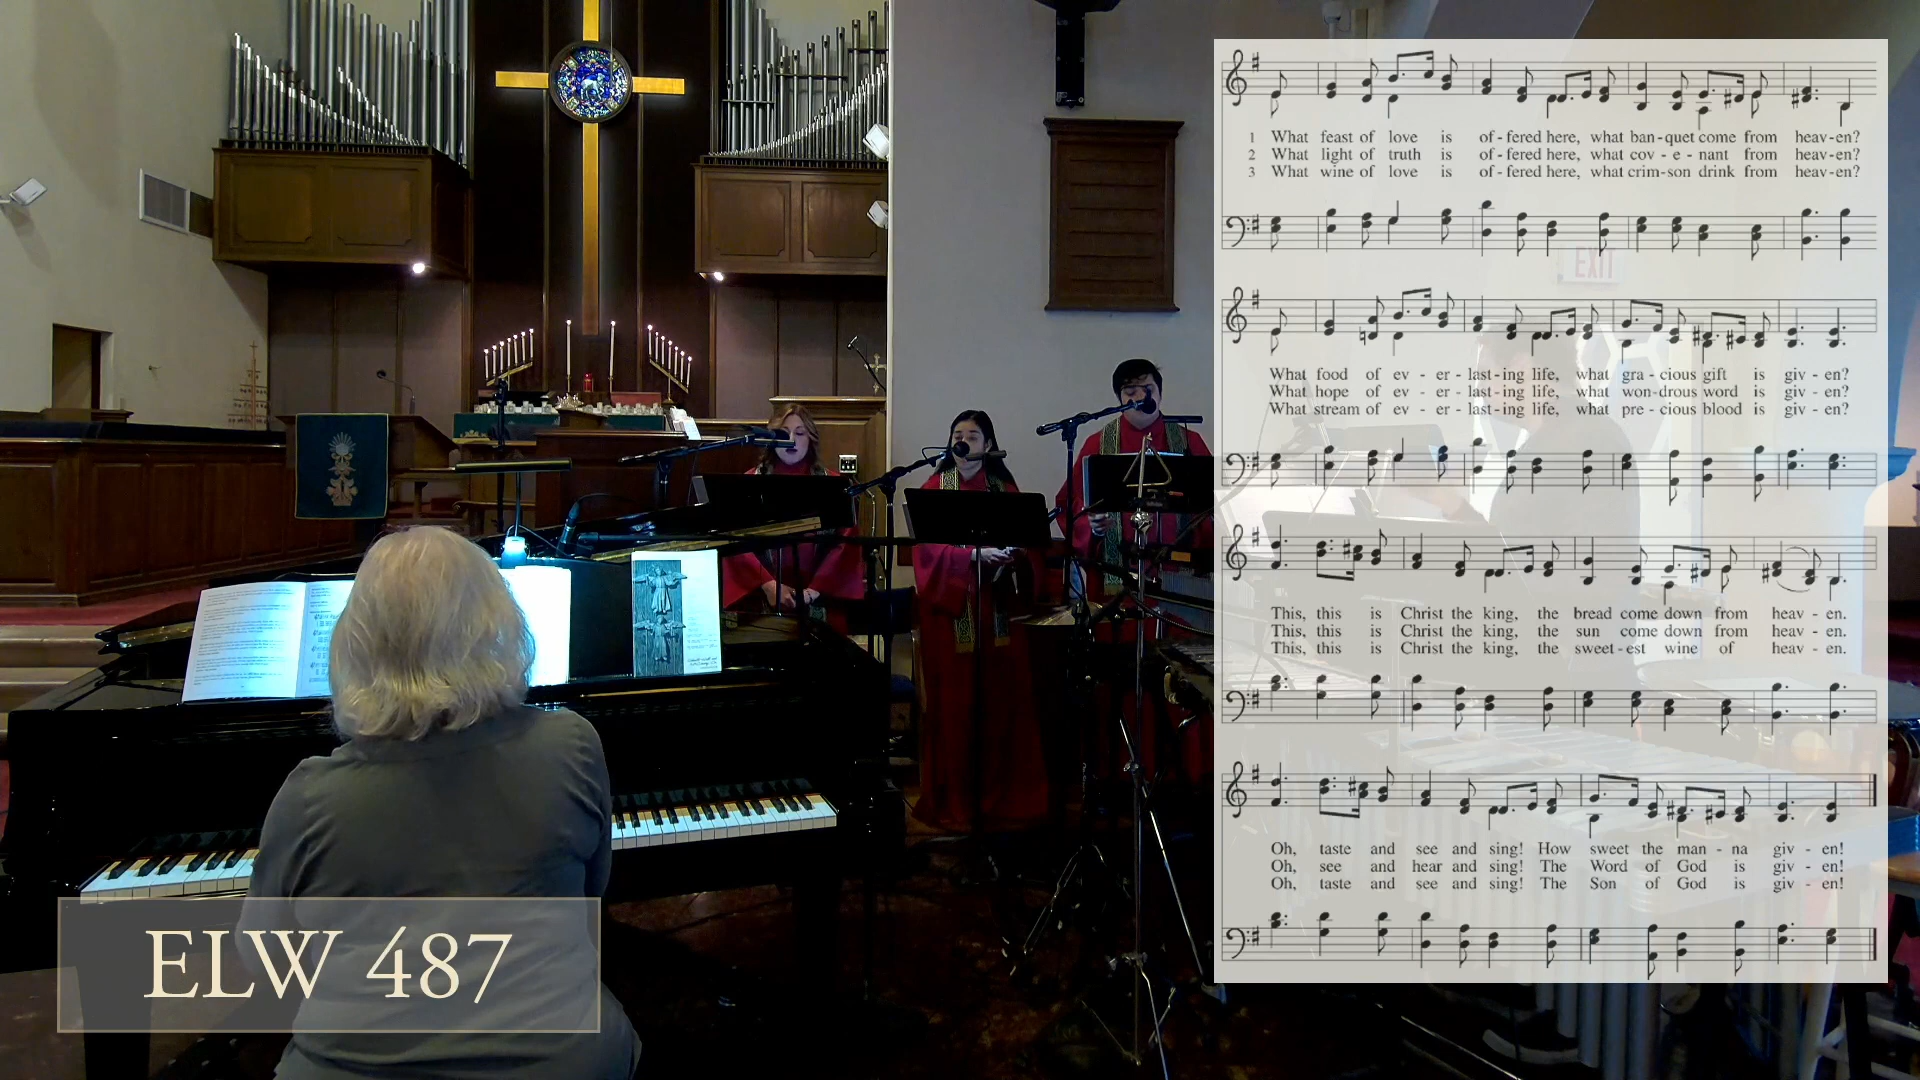 1 What feast of love is of-fered here, what ban-quet come from heav-en?
2 What light of truth is of-fered here, what cov-e-nant from heav-en?
3 What wine of love is of-fered here, what crim-son drink from heav-en?
EXIT
What food of ev-er-last-ing life, what gra-cious gift is giv-en?
What hope of ev-er-last-ing life, what won-drous word is giv-en?
What stream of ev-er-last-ing life, what pre-cious blood is giv-en?
This, this is Christ the king, the bread come down from heav-en.
This, this is Christ the king, the sun come down from heav-en.
This, this is Christ the king, the sweet-est wine of heav-en.
Oh, taste and see and sing! How sweet the man-na giv-en!
Oh, see and hear and sing! The Word of God is giv-en!
Oh, taste and see and sing! The Son of God is giv-en!
ELW 487